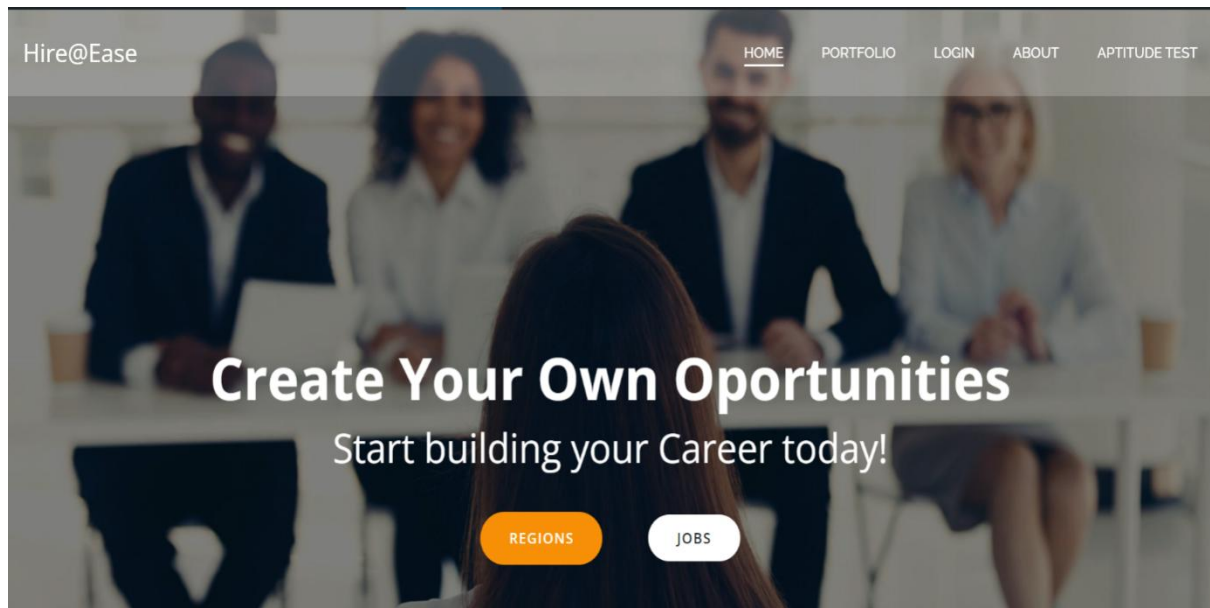 Hire@Ease
HOME PORTFOLIO LOGIN ABOUT APTITUDE TEST
Create Your Own Oportunities
Start building your Career today!
REGIONS JOBS